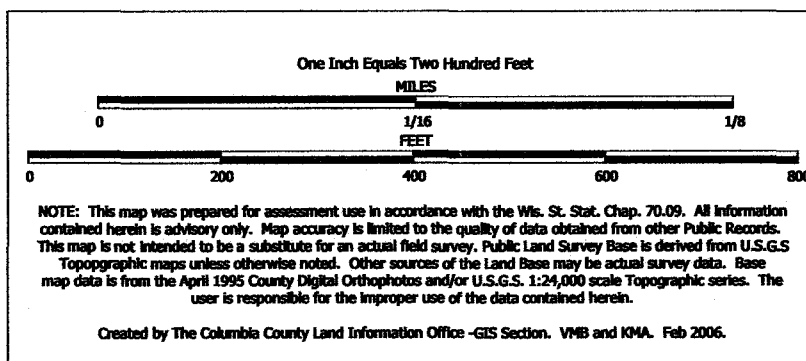 One Inch Equals Two Hundred Feet
MILES
0 1/16 1/8
FEET
0 200 400 600 800
NOTE: This map was prepared for assessment use in accordance with the Wis. St. Stat. Chap. 70.09. All information
contained herein is advisory only. Map accuracy is limited to the quality of data obtained from other Public Records.
This map is not intended to be a substitute for an actual field survey. Public Land Survey Base is derived from U.S.G.S
Topopgraphic maps unless otherwise noted. Other sources of the Land Base may be actual survey data. Base
map data is from the April 1995 County Digital Orthophotos and/or U.S.G.S. 1:24,000 scale Topographic series. The
user is responsible for the improper use of the data contained herein.
Created by The Columbia County Land Information Office -GIS Section. VMB and KMA. Feb 2006.